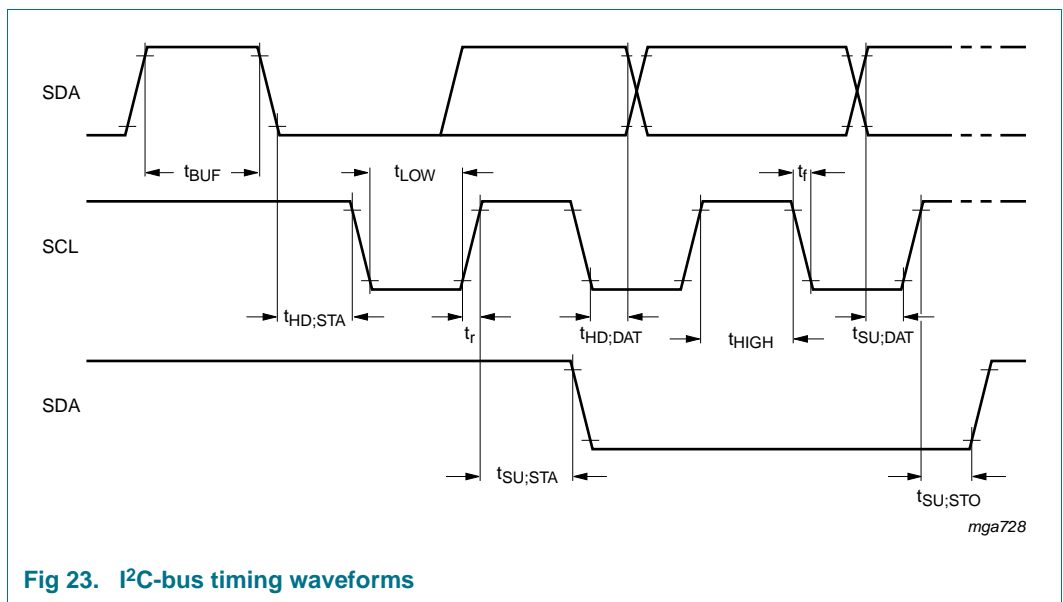 SDA
tBUF
tLOW
tf
SCL
tHD;STA
tr
tHD;DAT
tHIGH
tSU;DAT
SDA
tSU;STA
tSU;STO
mga728
Fig 23. I²C-bus timing waveforms